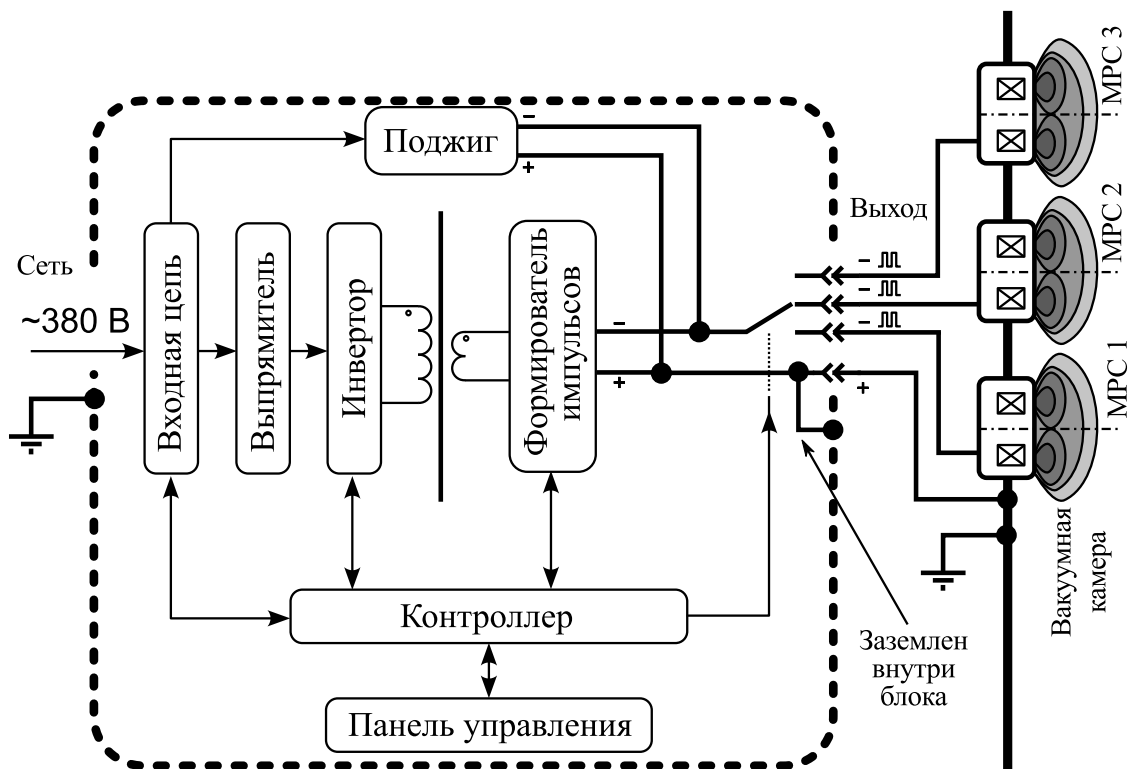 Поджиг
−
+
Сеть
~380 В
Входная цепь
Выпрямитель
Инвертор
Формирователь
импульсов
−
+
Выход
−
−
−
+
МРС 3
МРС 2
МРС 1
Вакуумная
камера
Контроллер
Заземлен
внутри
блока
Панель управления